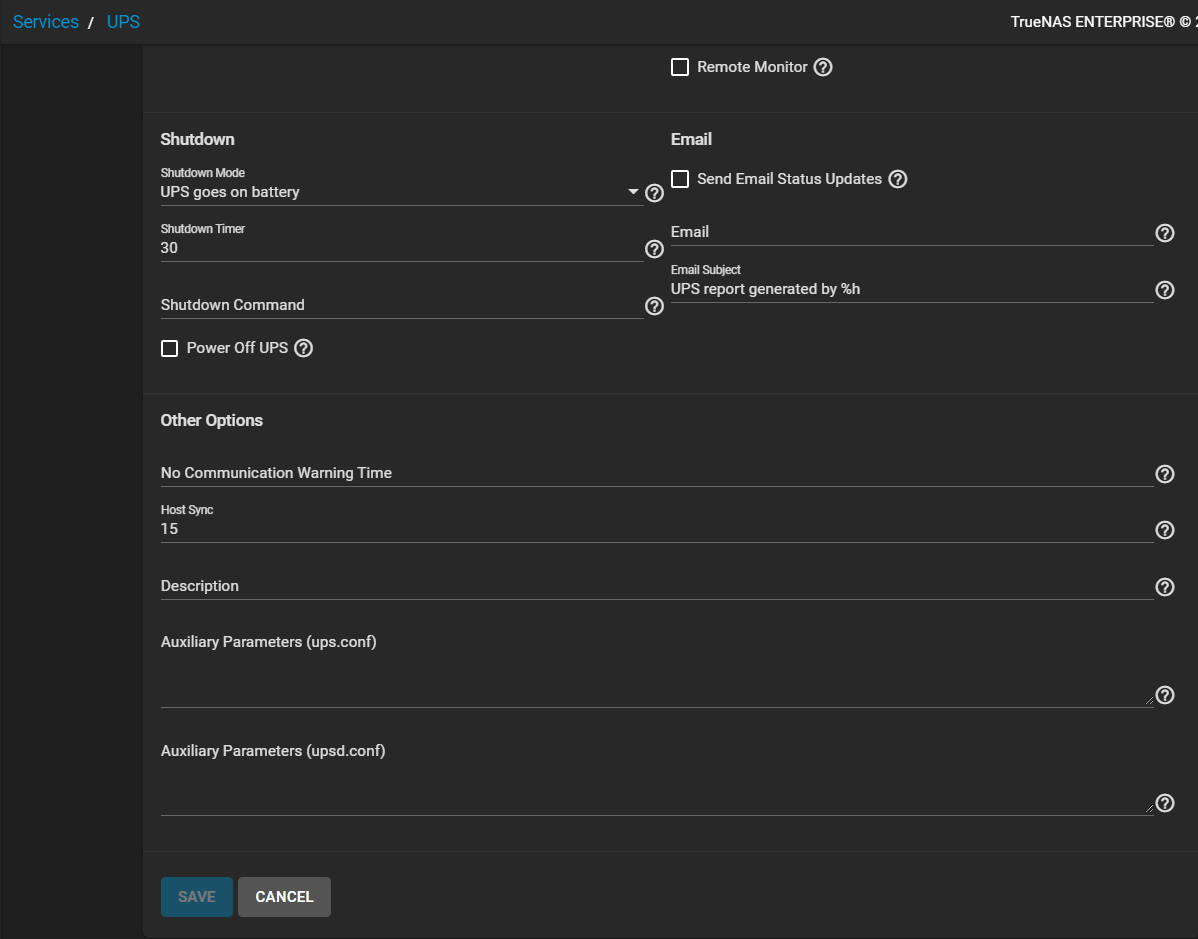 Services / UPS
TrueNAS ENTERPRISE® ©
Remote Monitor
Shutdown
Shutdown Mode
UPS goes on battery
Shutdown Timer
30
Shutdown Command
Power Off UPS
Email
Send Email Status Updates
Email
Email Subject
UPS report generated by %h
Other Options
No Communication Warning Time
Host Sync
15
Description
Auxiliary Parameters (ups.conf)
Auxiliary Parameters (upsd.conf)
SAVE
CANCEL